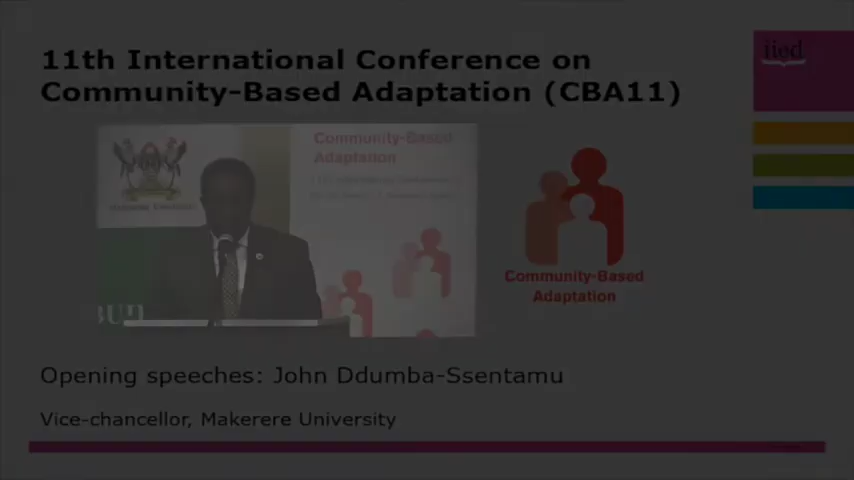 11th International Conference on
Community-Based Adaptation (CBA11)
iied
Community-Based
Adaptation
Community-Based
Adaptation
Opening speeches: John Ddumba-Ssentamu
Vice-chancellor, Makerere University